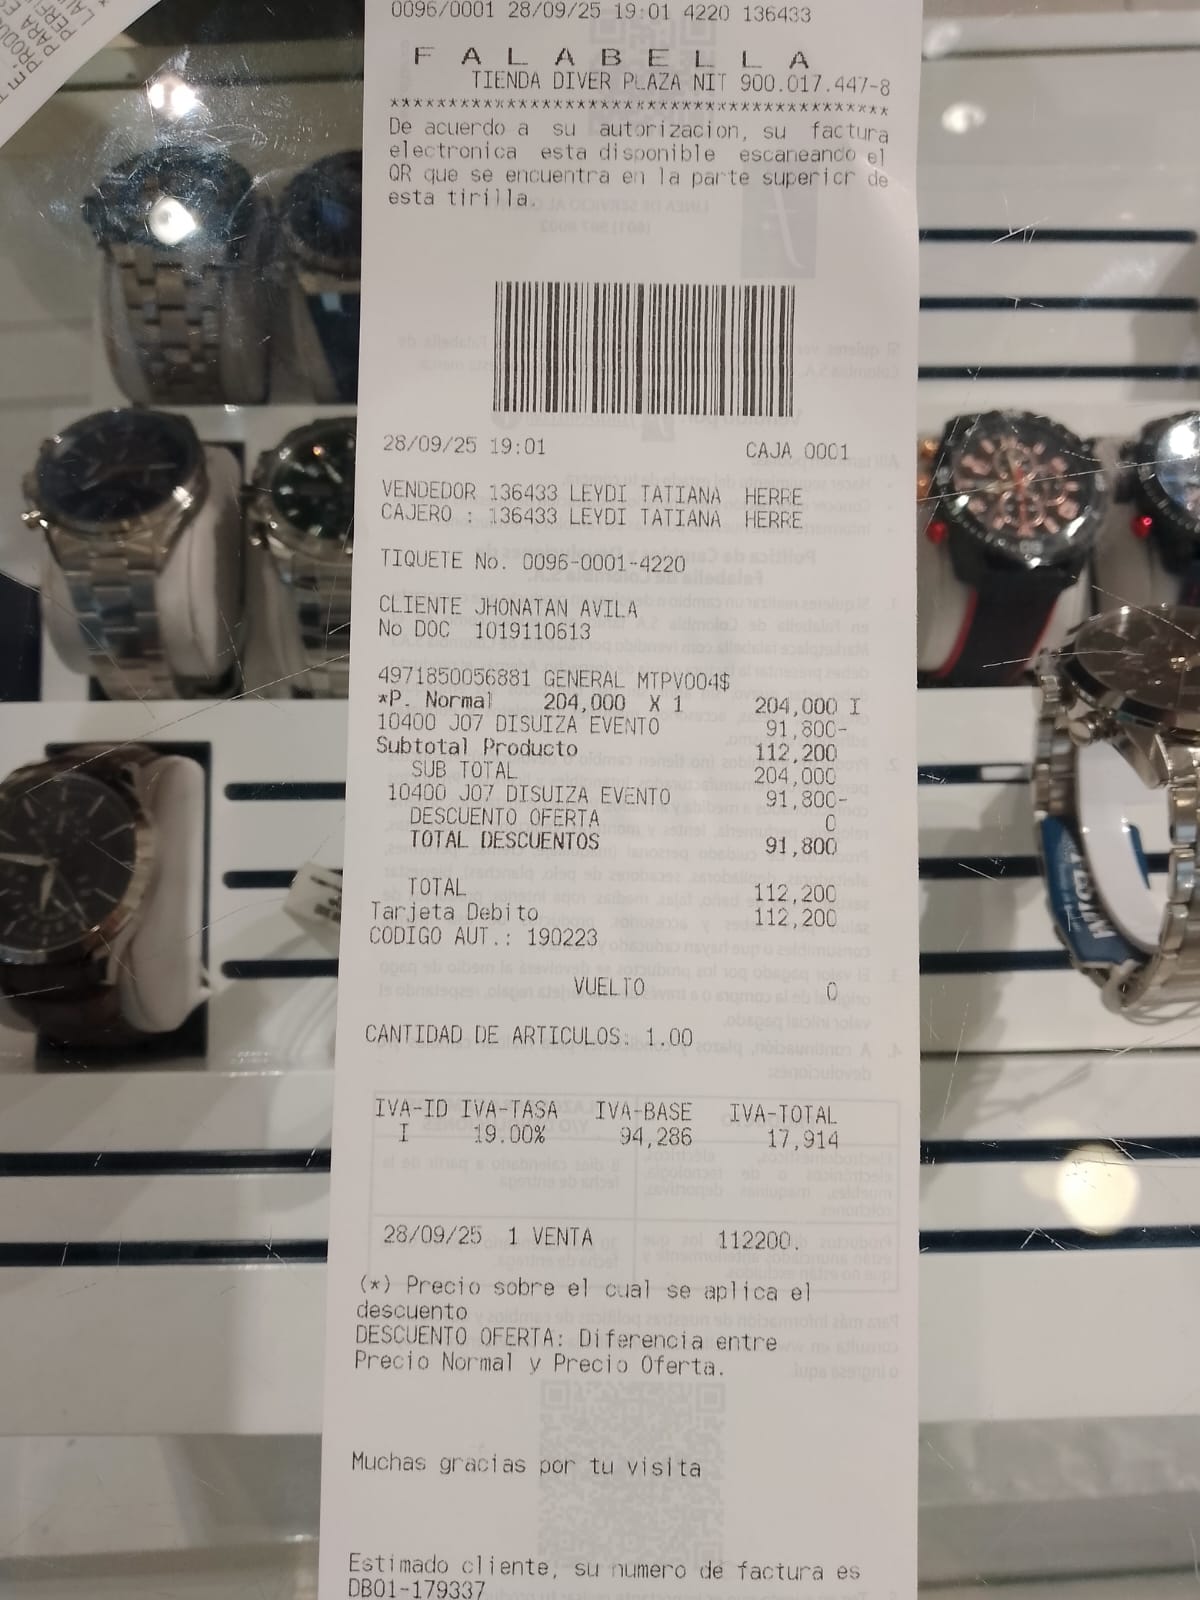 0096/0001 28/09/25 19:01 4220 136433
F A L A B E L L A
TIENDA DIVER PLAZA NIT 900.017.447-8
******************************************
De acuerdo a su autorizacion, su factura
electronica esta disponible escaneando el
QR que se encuentra en la parte superior de
esta tirilla.
28/09/25 19:01 CAJA 0001
VENDEDOR 136433 LEYDI TATIANA HERRE
CAJERO : 136433 LEYDI TATIANA HERRE
TIQUETE No. 0096-0001-4220
CLIENTE JHONATAN AVILA
No DOC 1019110613
4971850056881 GENERAL MTPV004$
*P. Normal 204,000 X 1 204,000 I
10400 J07 DISUIZA EVENTO 91,800-
Subtotal Producto 112,200
SUB TOTAL 204,000
10400 J07 DISUIZA EVENTO 91,800-
DESCUENTO OFERTA 0
TOTAL DESCUENTOS 91,800
TOTAL 112,200
Tarjeta Debito 112,200
CODIGO AUT.: 190223
VUELTO 0
CANTIDAD DE ARTICULOS: 1.00
IVA-ID IVA-TASA IVA-BASE IVA-TOTAL
I 19.00% 94,286 17,914
28/09/25 1 VENTA 112200.
(*) Precio sobre el cual se aplica el
descuento
DESCUENTO OFERTA: Diferencia entre
Precio Normal y Precio Oferta.
Muchas gracias por tu visita
Estimado cliente, su numero de factura es
DB01-179337